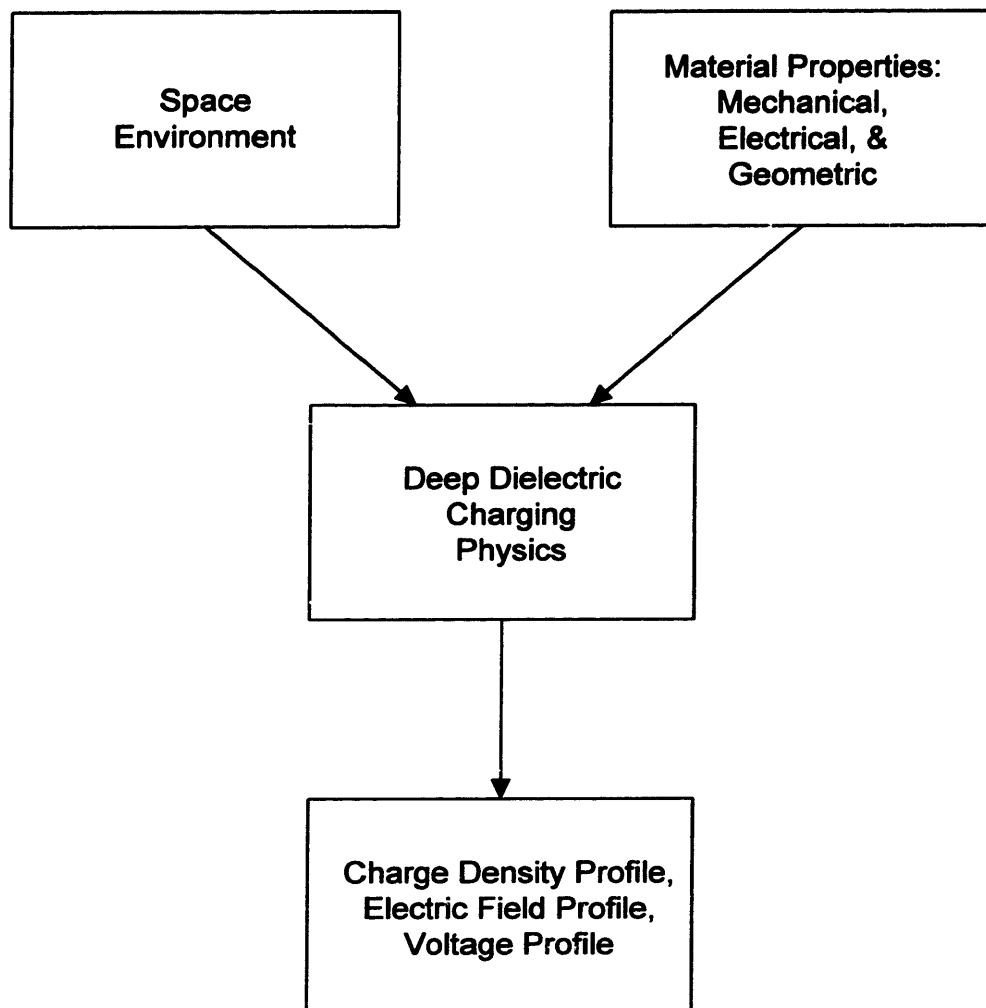 Space
Environment
Material Properties:
Mechanical,
Electrical, &
Geometric
Deep Dielectric
Charging
Physics
Charge Density Profile,
Electric Field Profile,
Voltage Profile